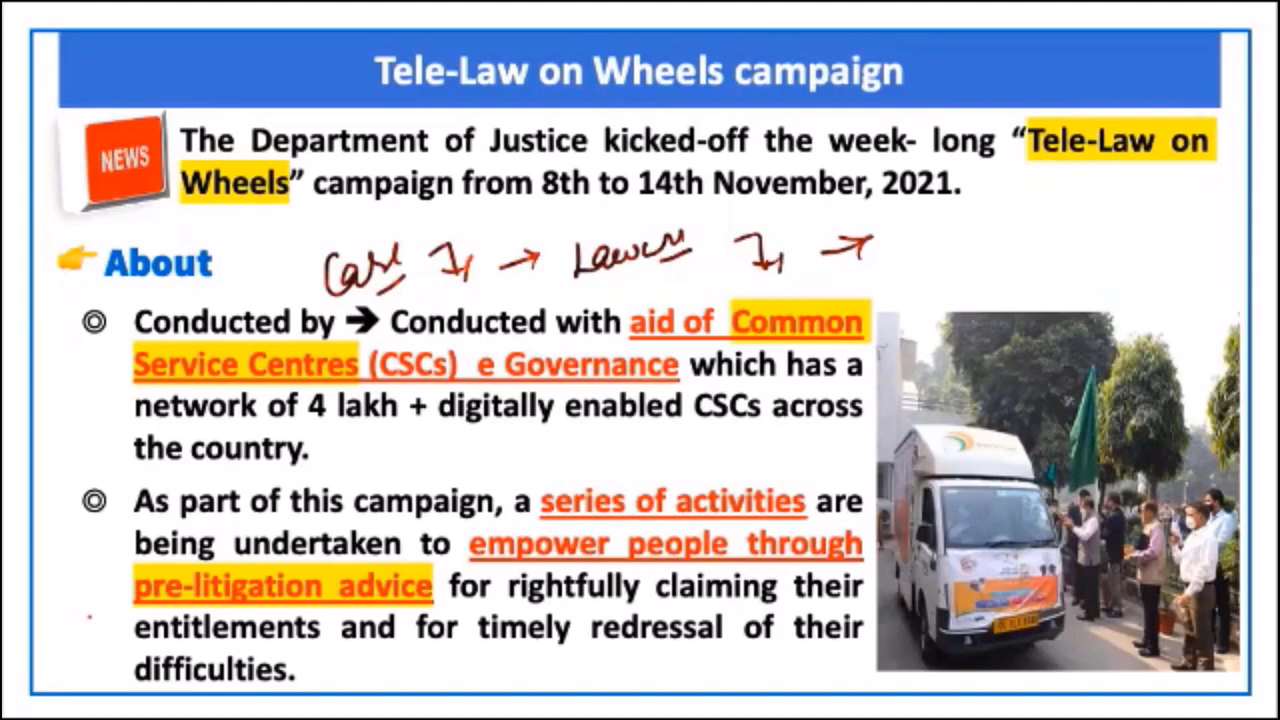 Tele-Law on Wheels campaign
NEWS
The Department of Justice kicked-off the week- long “Tele-Law on
Wheels” campaign from 8th to 14th November, 2021.
About
Case → →
Conducted by ➔ Conducted with aid of Common
Service Centres (CSCs) e Governance which has a
network of 4 lakh + digitally enabled CSCs across
the country.
As part of this campaign, a series of activities are
being undertaken to empower people through
pre-litigation advice for rightfully claiming their
entitlements and for timely redressal of their
difficulties.